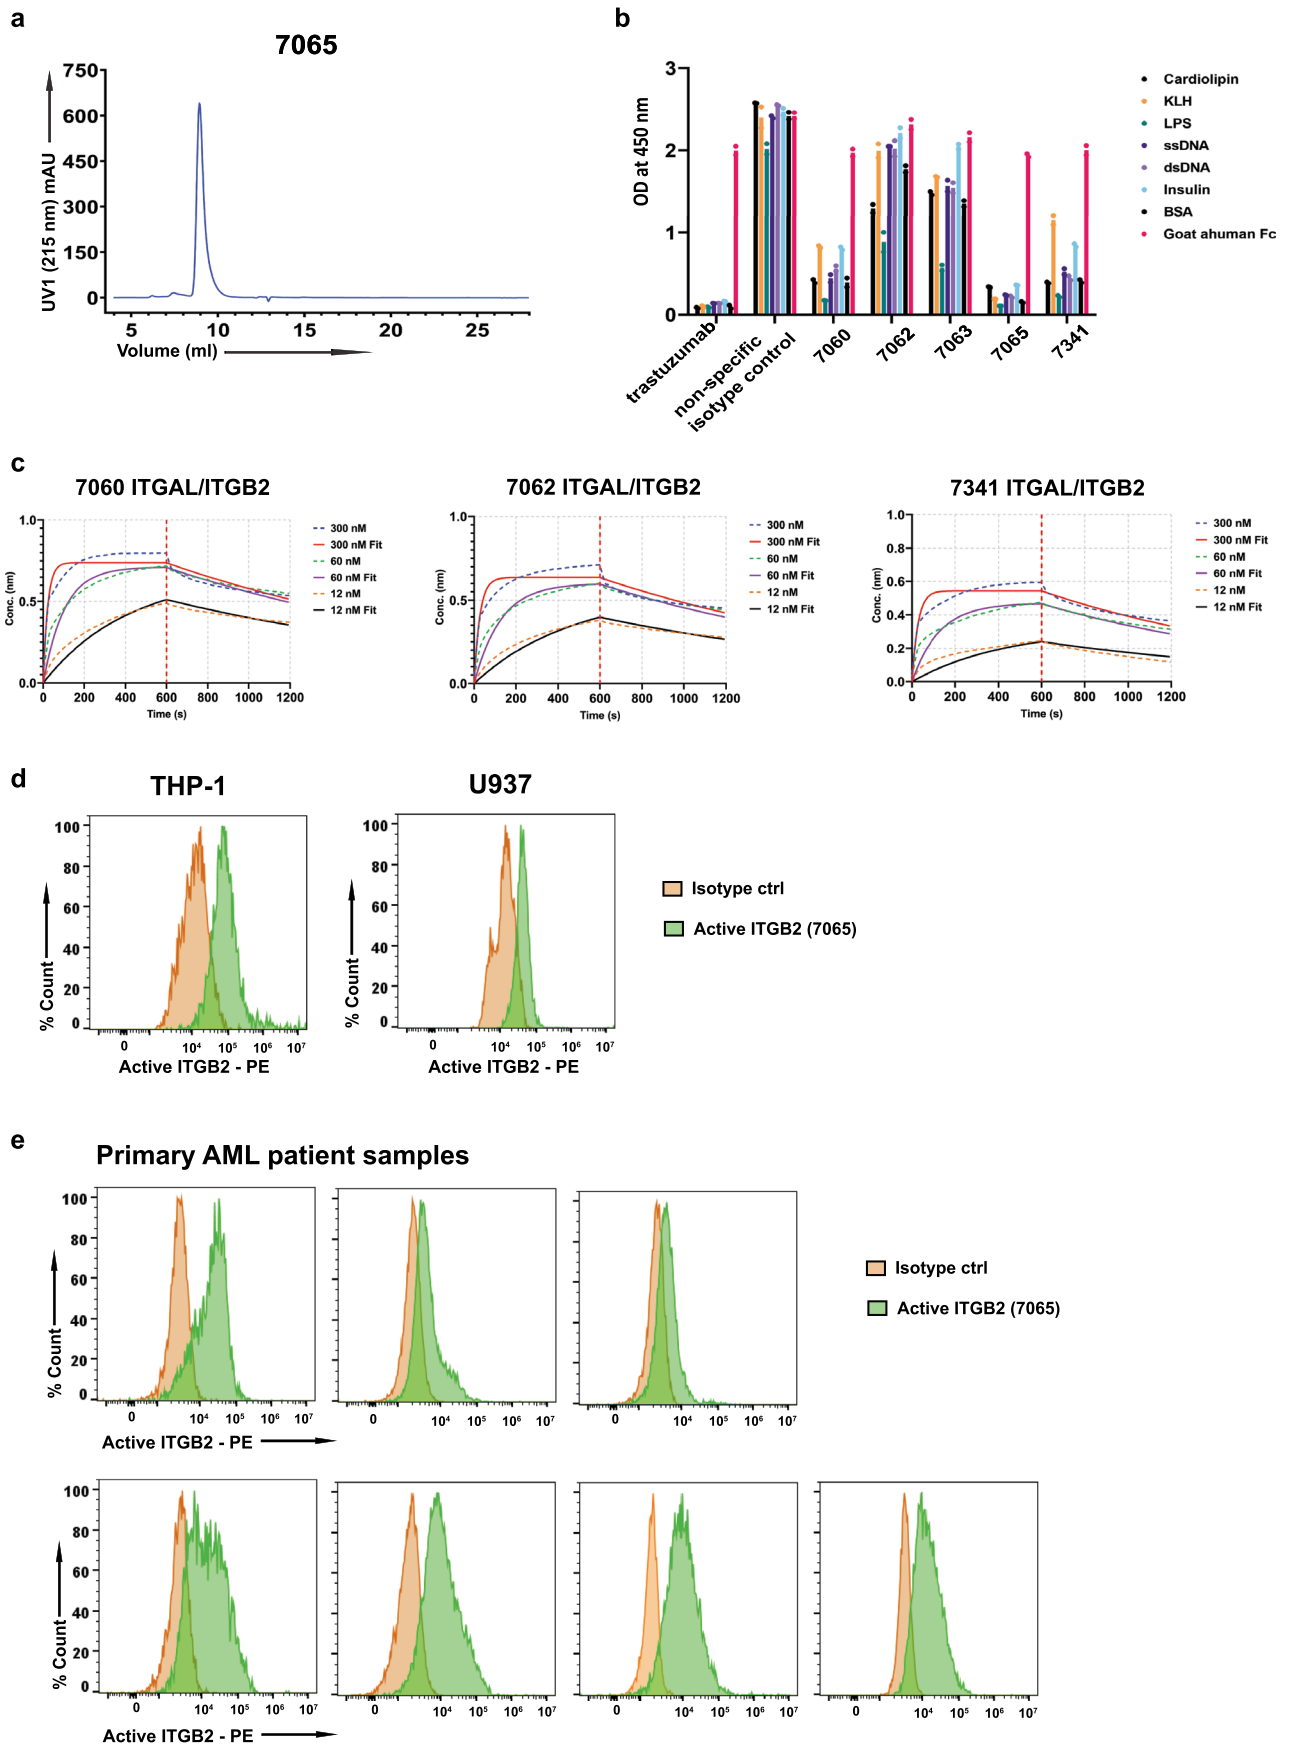 a
7065
750
600
450
300
150
0
UV1 (215 nm) mAU
5 10 15 20 25
Volume (ml)
b
3
2
1
0
OD at 450 nm
trastuzumab
non-specific
isotype control
7060
7062
7063
7065
7341
Cardiolipin
KLH
LPS
ssDNA
dsDNA
Insulin
BSA
Goat ahuman Fc
c
7060 ITGAL/ITGB2
1.0
0.5
0.0
Conc. (nm)
0 200 400 600 800 1000 1200
Time (s)
300 nM
300 nM Fit
60 nM
60 nM Fit
12 nM
12 nM Fit
7062 ITGAL/ITGB2
1.0
0.5
0.0
Conc. (nm)
0 200 400 600 800 1000 1200
Time (s)
300 nM
300 nM Fit
60 nM
60 nM Fit
12 nM
12 nM Fit
7341 ITGAL/ITGB2
1.0
0.8
0.6
0.4
0.2
0.0
Conc. (nm)
0 200 400 600 800 1000 1200
Time (s)
300 nM
300 nM Fit
60 nM
60 nM Fit
12 nM
12 nM Fit
d
THP-1
100
80
60
40
20
0
% Count
0 10⁴ 10⁵ 10⁶ 10⁷
Active ITGB2 - PE
U937
100
80
60
40
20
0
% Count
0 10⁴ 10⁵ 10⁶ 10⁷
Active ITGB2 - PE
Isotype ctrl
Active ITGB2 (7065)
e
Primary AML patient samples
100
80
60
40
20
0
% Count
0 10⁴ 10⁵ 10⁶ 10⁷
0 10⁴ 10⁵ 10⁶ 10⁷
0 10⁴ 10⁵ 10⁶ 10⁷
Active ITGB2 - PE
Isotype ctrl
Active ITGB2 (7065)
100
80
60
40
20
0
% Count
0 10⁴ 10⁵ 10⁶ 10⁷
0 10⁴ 10⁵ 10⁶ 10⁷
0 10⁴ 10⁵ 10⁶ 10⁷
0 10⁴ 10⁵ 10⁶ 10⁷
Active ITGB2 - PE